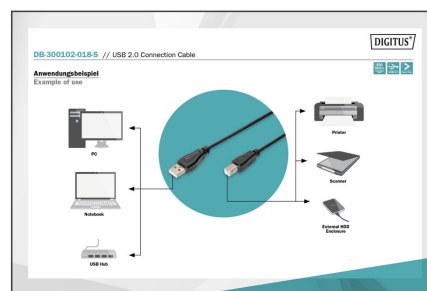 DIGITUS®
DB-300102-018-S // USB 2.0 Connection Cable
Anwendungsbeispiel
Example of use
PC
Notebook
USB Hub
Printer
Scanner
External HDD
Enclosure